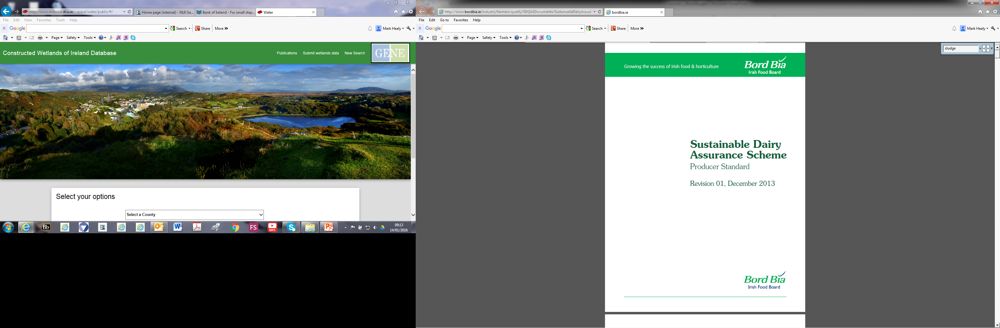 http://www.redbrick.dcu.ie/~space/water/public/#/
Home page (internal) - NUI Ga...
Bank of Ireland - For small step...
Water
File Edit View Favorites Tools Help
Google
Search
Share
More »
Mark Healy
Page Safety Tools
Constructed Wetlands of Ireland Database
Publications
Submit wetlands data
New Search
GENE
Select your options
Select a County
Bb
FS
MP3
09:13
14/01/2016
http://www.bordbia.ie/industry/farmers/quality/SDQASDocuments/SustainableDairyAssura
bordbia.ie
File Edit Go to Favorites Help
Google
Search
Share
More »
Mark Healy
Page Safety Tools
sludge
Growing the success of Irish food & horticulture
Bord Bia
Irish Food Board
Sustainable Dairy
Assurance Scheme
Producer Standard
Revision 01, December 2013
Bord Bia
Irish Food Board